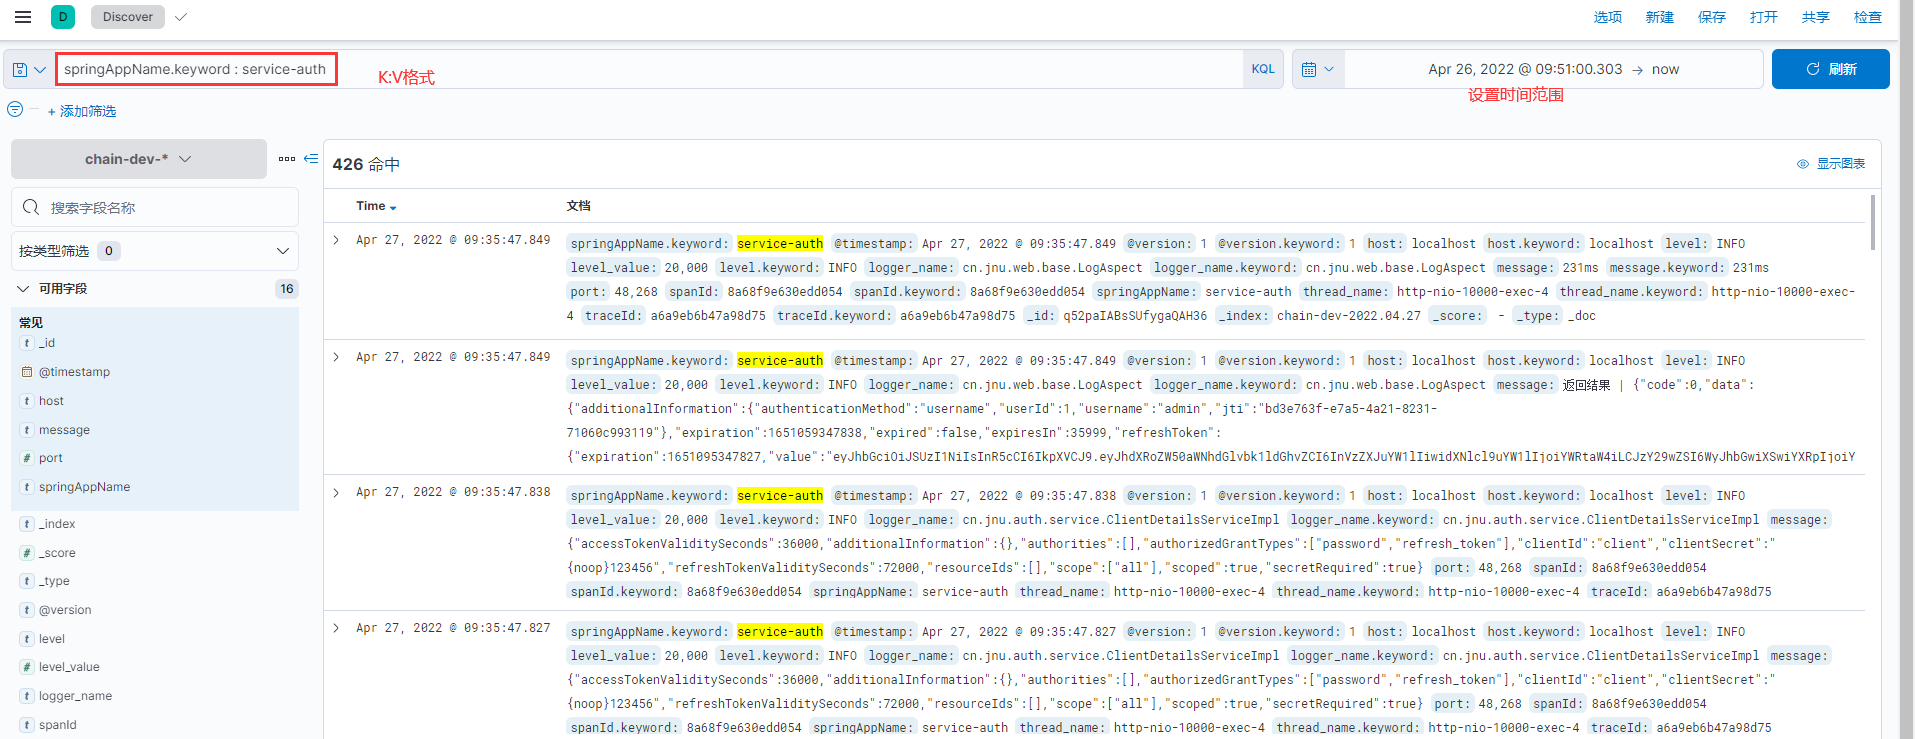 D Discover 选项 新建 保存 打开 共享 检查
springAppName.keyword : service-auth K:V格式 KQL Apr 26, 2022 @ 09:51:00.303 → now 刷新
设置时间范围
+ 添加筛选
chain-dev-*
搜索字段名称
按类型筛选 0
可用字段 16
常见
t _id
@timestamp
t host
t message
# port
t springAppName
t _index
# _score
t _type
t @version
t level
# level_value
t logger_name
t spanId
426 命中 显示图表
Time 文档
Apr 27, 2022 @ 09:35:47.849 springAppName.keyword: service-auth @timestamp: Apr 27, 2022 @ 09:35:47.849 @version: 1 @version.keyword: 1 host: localhost host.keyword: localhost level: INFO
level_value: 20,000 level.keyword: INFO logger_name: cn.jnu.web.base.LogAspect logger_name.keyword: cn.jnu.web.base.LogAspect message: 231ms message.keyword: 231ms
port: 48,268 spanId: 8a68f9e630edd054 spanId.keyword: 8a68f9e630edd054 springAppName: service-auth thread_name: http-nio-10000-exec-4 thread_name.keyword: http-nio-10000-exec-
4 traceId: a6a9eb6b47a98d75 traceId.keyword: a6a9eb6b47a98d75 _id: q52paIABsSUfygaQAH36 _index: chain-dev-2022.04.27 _score: - _type: _doc
Apr 27, 2022 @ 09:35:47.849 springAppName.keyword: service-auth @timestamp: Apr 27, 2022 @ 09:35:47.849 @version: 1 @version.keyword: 1 host: localhost host.keyword: localhost level: INFO
level_value: 20,000 level.keyword: INFO logger_name: cn.jnu.web.base.LogAspect logger_name.keyword: cn.jnu.web.base.LogAspect message: 返回结果 | {"code":0,"data":
{"additionalInformation":{"authenticationMethod":"username","userId":1,"username":"admin","jti":"bd3e763f-e7a5-4a21-8231-
71060c993119"},"expiration":1651059347838,"expired":false,"expiresIn":35999,"refreshToken":
{"expiration":1651095347827,"value":"eyJhbGciOiJSUzI1NiIsInR5cCI6IkpXVCJ9.eyJhdXRoZW50aWNhdGlvbk1ldGhvZCI6InVzZXJuYW1lIiwidXNlcl9uYW1lIjoiYWRtaW4iLCJzY29wZSI6WyJhbGwiXSwiYXRpIjoiY
Apr 27, 2022 @ 09:35:47.838 springAppName.keyword: service-auth @timestamp: Apr 27, 2022 @ 09:35:47.838 @version: 1 @version.keyword: 1 host: localhost host.keyword: localhost level: INFO
level_value: 20,000 level.keyword: INFO logger_name: cn.jnu.auth.service.ClientDetailsServiceImpl logger_name.keyword: cn.jnu.auth.service.ClientDetailsServiceImpl message:
{"accessTokenValiditySeconds":36000,"additionalInformation":{},"authorities":[],"authorizedGrantTypes":["password","refresh_token"],"clientId":"client","clientSecret":"
{noop}123456","refreshTokenValiditySeconds":72000,"resourceIds":[],"scope":["all"],"scoped":true,"secretRequired":true} port: 48,268 spanId: 8a68f9e630edd054
spanId.keyword: 8a68f9e630edd054 springAppName: service-auth thread_name: http-nio-10000-exec-4 thread_name.keyword: http-nio-10000-exec-4 traceId: a6a9eb6b47a98d75
Apr 27, 2022 @ 09:35:47.827 springAppName.keyword: service-auth @timestamp: Apr 27, 2022 @ 09:35:47.827 @version: 1 @version.keyword: 1 host: localhost host.keyword: localhost level: INFO
level_value: 20,000 level.keyword: INFO logger_name: cn.jnu.auth.service.ClientDetailsServiceImpl logger_name.keyword: cn.jnu.auth.service.ClientDetailsServiceImpl message:
{"accessTokenValiditySeconds":36000,"additionalInformation":{},"authorities":[],"authorizedGrantTypes":["password","refresh_token"],"clientId":"client","clientSecret":"
{noop}123456","refreshTokenValiditySeconds":72000,"resourceIds":[],"scope":["all"],"scoped":true,"secretRequired":true} port: 48,268 spanId: 8a68f9e630edd054
spanId.keyword: 8a68f9e630edd054 springAppName: service-auth thread_name: http-nio-10000-exec-4 thread_name.keyword: http-nio-10000-exec-4 traceId: a6a9eb6b47a98d75